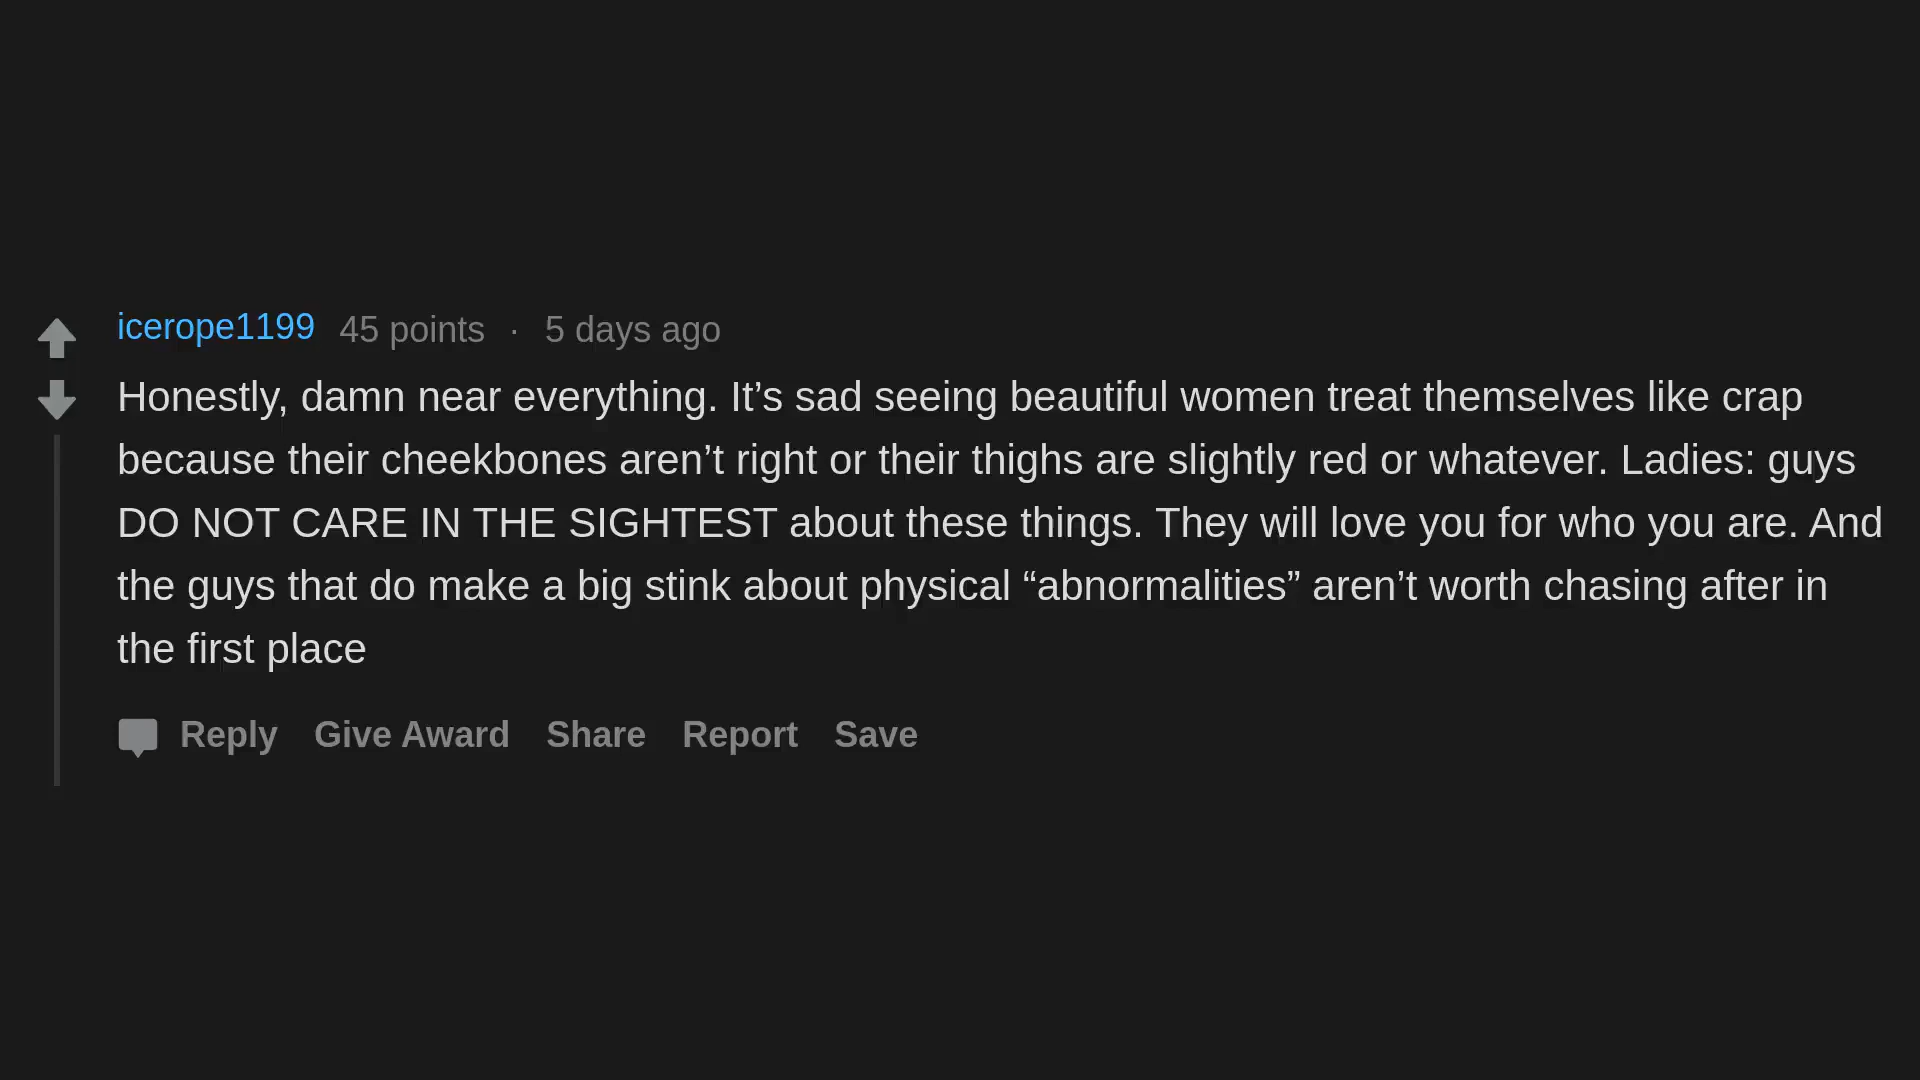 icerope1199 45 points · 5 days ago
Honestly, damn near everything. It’s sad seeing beautiful women treat themselves like crap
because their cheekbones aren’t right or their thighs are slightly red or whatever. Ladies: guys
DO NOT CARE IN THE SIGHTEST about these things. They will love you for who you are. And
the guys that do make a big stink about physical “abnormalities” aren’t worth chasing after in
the first place
Reply Give Award Share Report Save